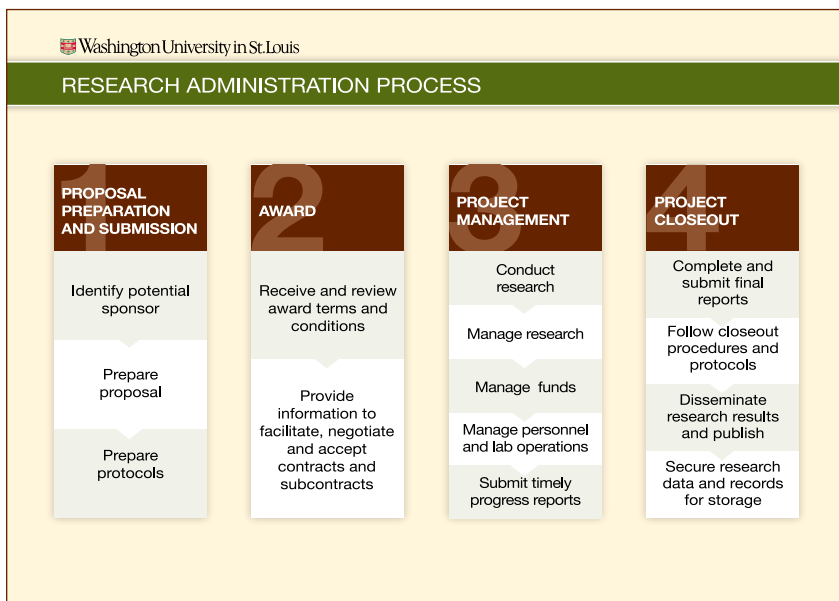 Washington University in St. Louis
RESEARCH ADMINISTRATION PROCESS
1
PROPOSAL
PREPARATION
AND SUBMISSION
Identify potential
sponsor
Prepare
proposal
Prepare
protocols
2
AWARD
Receive and review
award terms and
conditions
Provide
information to
facilitate, negotiate
and accept
contracts and
subcontracts
3
PROJECT
MANAGEMENT
Conduct
research
Manage research
Manage funds
Manage personnel
and lab operations
Submit timely
progress reports
4
PROJECT
CLOSEOUT
Complete and
submit final
reports
Follow closeout
procedures and
protocols
Disseminate
research results
and publish
Secure research
data and records
for storage